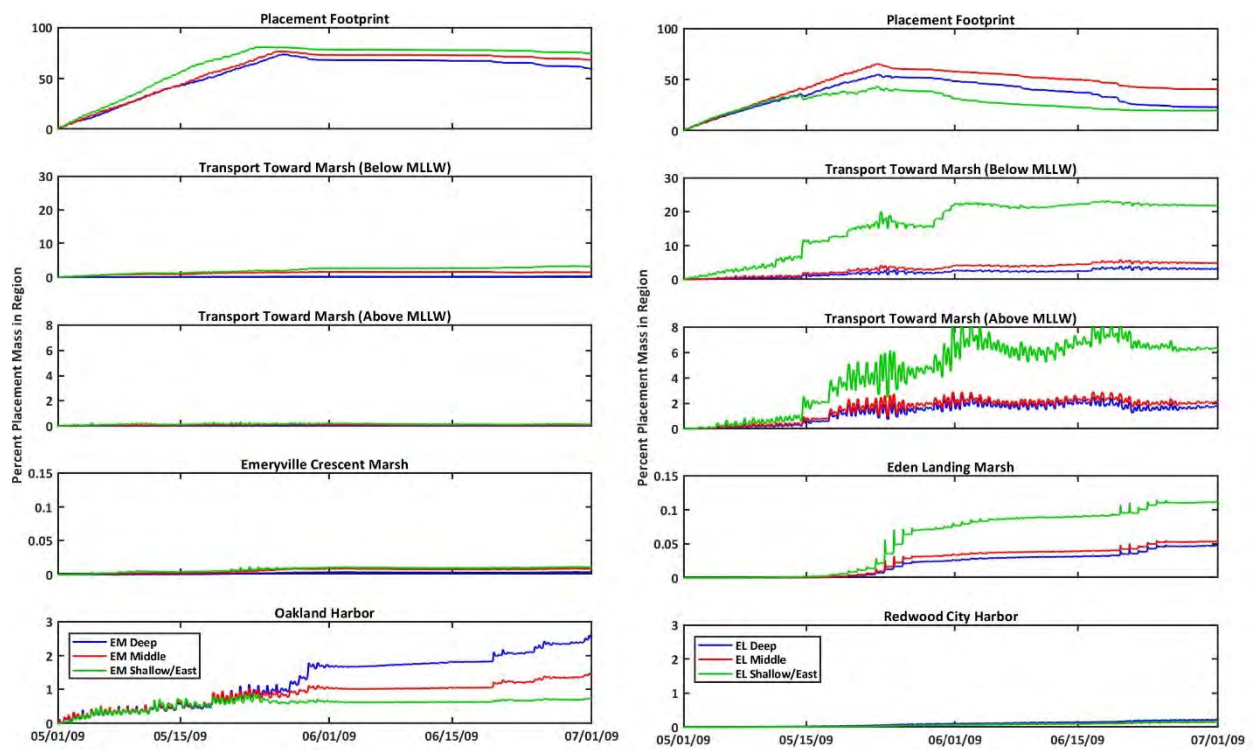 Placement Footprint
100
50
0
Transport Toward Marsh (Below MLLW)
30
20
10
0
Transport Toward Marsh (Above MLLW)
8
6
4
2
0
Emeryville Crescent Marsh
0.15
0.1
0.05
0
Oakland Harbor
3
2
1
0
EM Deep
EM Middle
EM Shallow/East
05/01/09 05/15/09 06/01/09 06/15/09 07/01/09
Percent Placement Mass in Region
Placement Footprint
100
50
0
Transport Toward Marsh (Below MLLW)
30
20
10
0
Transport Toward Marsh (Above MLLW)
8
6
4
2
0
Eden Landing Marsh
0.15
0.1
0.05
0
Redwood City Harbor
3
2
1
0
EL Deep
EL Middle
EL Shallow/East
05/01/09 05/15/09 06/01/09 06/15/09 07/01/09
Percent Placement Mass in Region